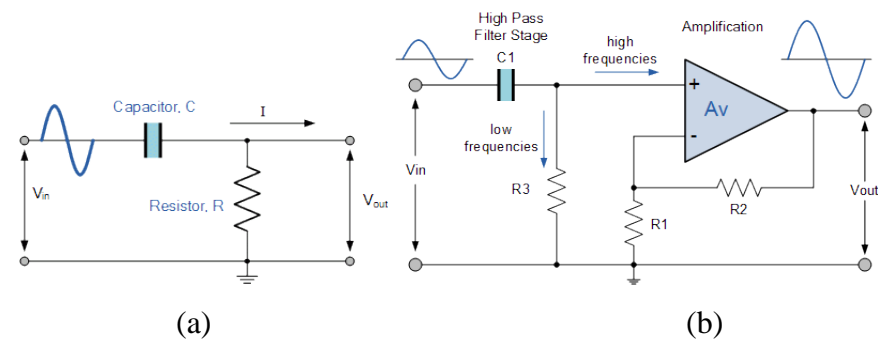 Capacitor, C
I
Vin
Resistor, R
Vout
(a)
High Pass
Filter Stage
C1
high
frequencies
Amplification
+
Av
-
low
frequencies
Vin
R3
R1
R2
Vout
(b)